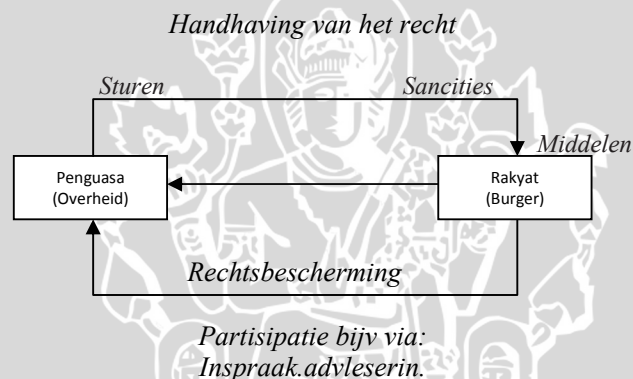 Handhaving van het recht
Sturen
Sancities
Middelen
Penguasa
(Overheid)
Rakyat
(Burger)
Rechtsbescherming
Partisipatie bijv via:
Inspraak.advleserin.